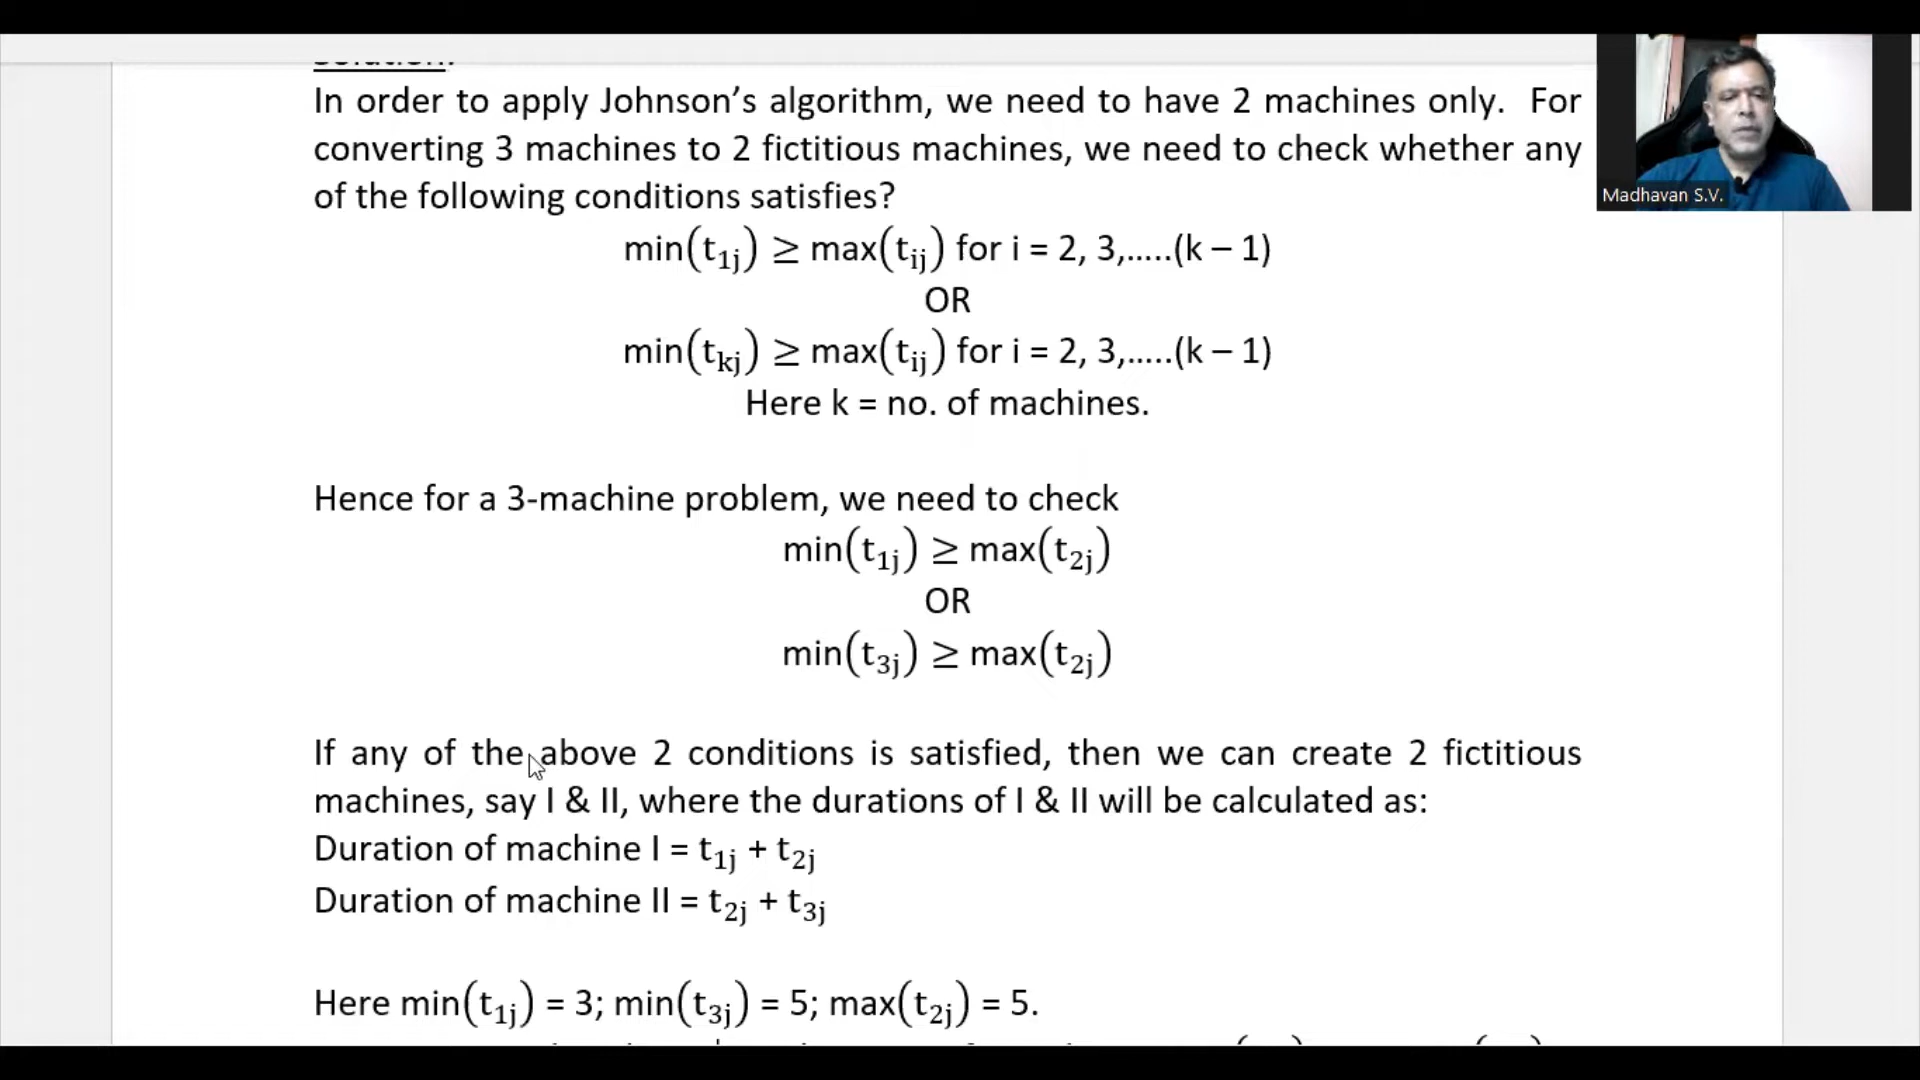 Solution:
In order to apply Johnson’s algorithm, we need to have 2 machines only. For
converting 3 machines to 2 fictitious machines, we need to check whether any
of the following conditions satisfies?
min(t₁ⱼ) ≥ max(tᵢⱼ) for i = 2, 3,.....(k – 1)
OR
min(tₖⱼ) ≥ max(tᵢⱼ) for i = 2, 3,.....(k – 1)
Here k = no. of machines.
Hence for a 3-machine problem, we need to check
min(t₁ⱼ) ≥ max(t₂ⱼ)
OR
min(t₃ⱼ) ≥ max(t₂ⱼ)
If any of the above 2 conditions is satisfied, then we can create 2 fictitious
machines, say I & II, where the durations of I & II will be calculated as:
Duration of machine I = t₁ⱼ + t₂ⱼ
Duration of machine II = t₂ⱼ + t₃ⱼ
Here min(t₁ⱼ) = 3; min(t₃ⱼ) = 5; max(t₂ⱼ) = 5.
Madhavan S.V.